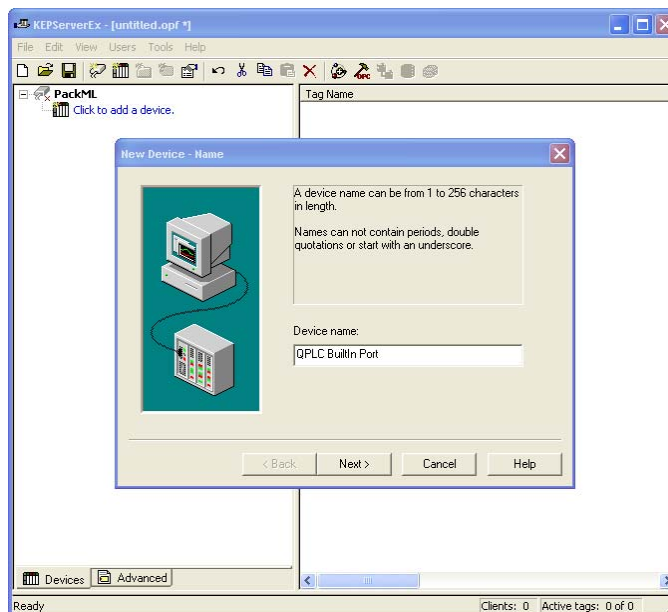 KEPServerEx - [untitled.opf *]
File Edit View Users Tools Help
OPC
PackML
Click to add a device.
Tag Name
New Device - Name
A device name can be from 1 to 256 characters
in length.
Names can not contain periods, double
quotations or start with an underscore.
Device name:
QPLC BuiltIn Port
< Back Next > Cancel Help
Devices Advanced
Ready Clients: 0 Active tags: 0 of 0